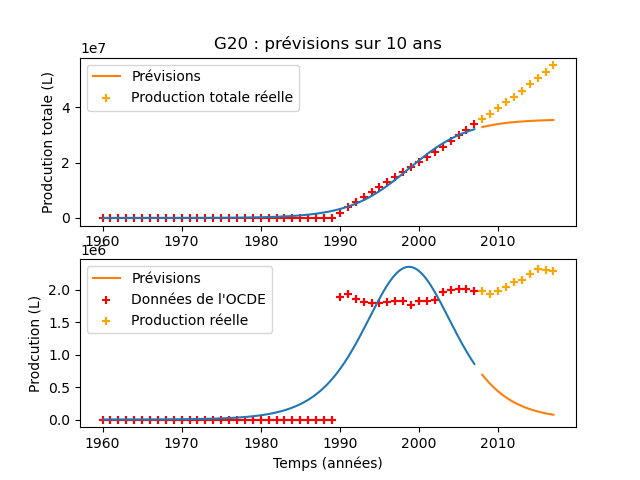 G20 : prévisions sur 10 ans
1e7
Prodcution totale (L)
4
2
0
Prévisions
Production totale réelle
1960 1970 1980 1990 2000 2010
1e6
Prodcution (L)
2.0
1.5
1.0
0.5
0.0
Prévisions
Données de l'OCDE
Production réelle
1960 1970 1980 1990 2000 2010
Temps (années)